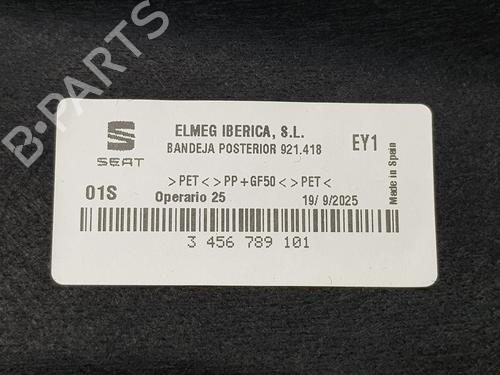 B-PARTS
ELMEG IBERICA, S.L.
BANDEJA POSTERIOR 921.418
EY1
SEAT
>PET< >PP+GF50< >PET<
01S
Operario 25
19/ 9/2025
Made in Spain
3 456 789 101